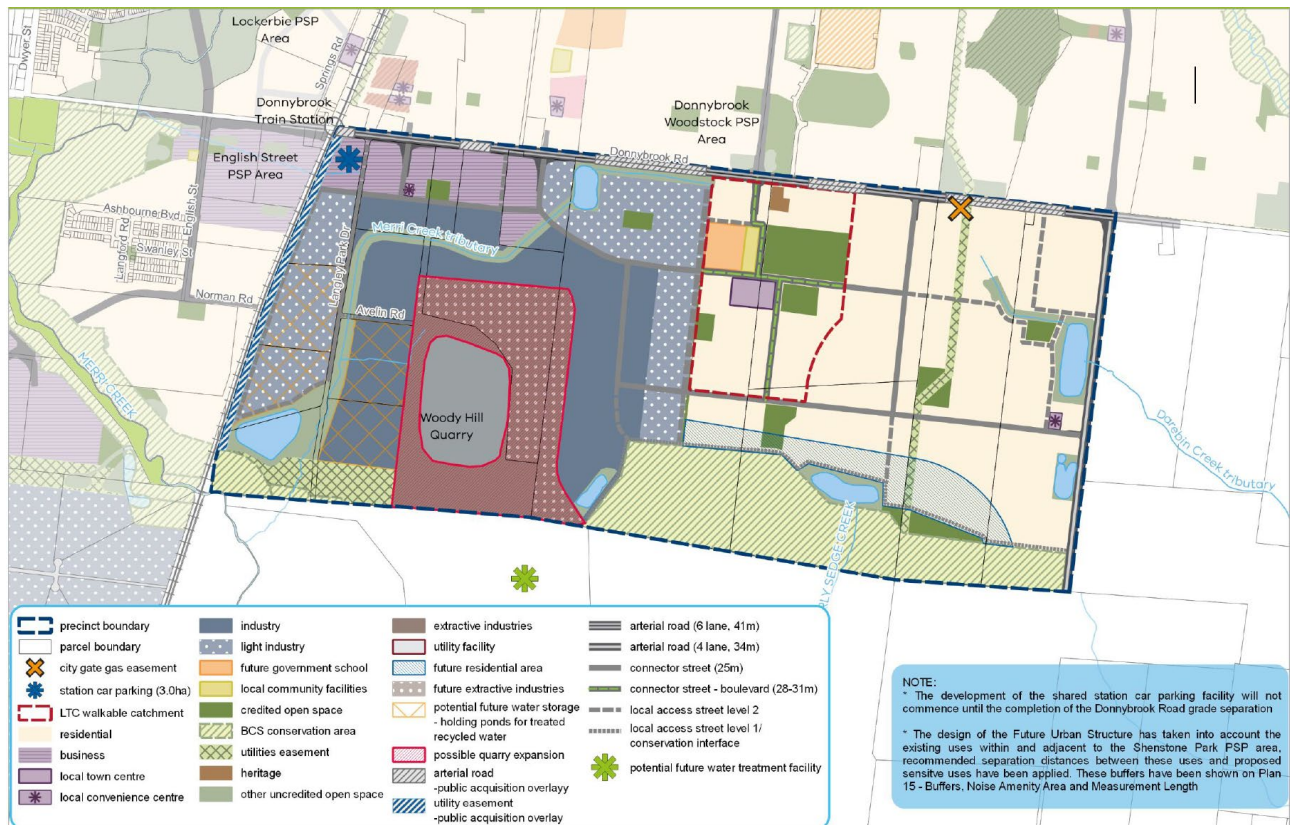 Lockerbie PSP
Area
Dwyer St
Springs Rd
Donnybrook
Train Station
Donnybrook
Woodstock PSP
Area
English Street
PSP Area
Donnybrook Rd
Ashbourne Bvd
Langford Rd
Swanley St
English St
Norman Rd
Langley Park Dr
Merri Creek tributary
Avelin Rd
MERRI CREEK
Woody Hill
Quarry
Darebin Creek tributary
RLY SEDGE CREEK
precinct boundary
parcel boundary
city gate gas easement
station car parking (3.0ha)
LTC walkable catchment
residential
business
local town centre
local convenience centre
industry
light industry
future government school
local community facilities
credited open space
BCS conservation area
utilities easement
heritage
other uncredited open space
extractive industries
utility facility
future residential area
future extractive industries
potential future water storage
- holding ponds for treated
recycled water
possible quarry expansion
arterial road
-public acquisition overlayy
utility easement
-public acquisition ovlay
arterial road (6 lane, 41m)
arterial road (4 lane, 34m)
connector street (25m)
connector street - boulevard (28-31m)
local access street level 2
local access street level 1/
conservation interface
potential future water treatment facility
NOTE:
* The development of the shared station car parking facility will not
commence until the completion of the Donnybrook Road grade separation
* The design of the Future Urban Structure has taken into account the
existing uses within and adjacent to the Shenstone Park PSP area,
recommended separation distances between these uses and proposed
sensitve uses have been applied. These buffers have been shown on Plan
15 - Buffers, Noise Amenity Area and Measurement Length